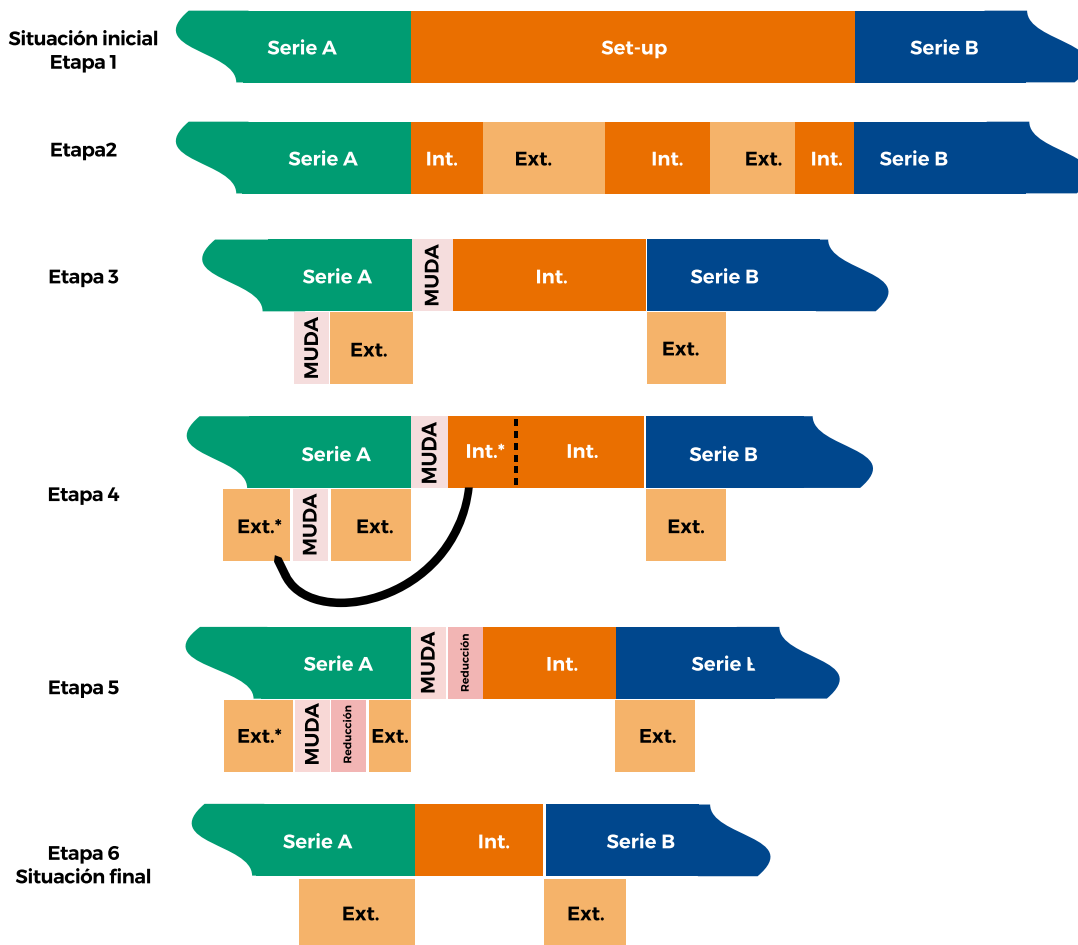 Situación inicial
Etapa 1
Serie A
Set-up
Serie B
Etapa2
Serie A
Int.
Ext.
Int.
Ext.
Int.
Serie B
Etapa 3
Serie A
MUDA
Int.
Serie B
MUDA
Ext.
Ext.
Etapa 4
Serie A
MUDA
Int.*
Int.
Serie B
Ext.*
MUDA
Ext.
Ext.
Etapa 5
Serie A
MUDA
Reducción
Int.
Serie
Ext.*
MUDA
Reducción
Ext.
Ext.
Etapa 6
Situación final
Serie A
Int.
Serie B
Ext.
Ext.